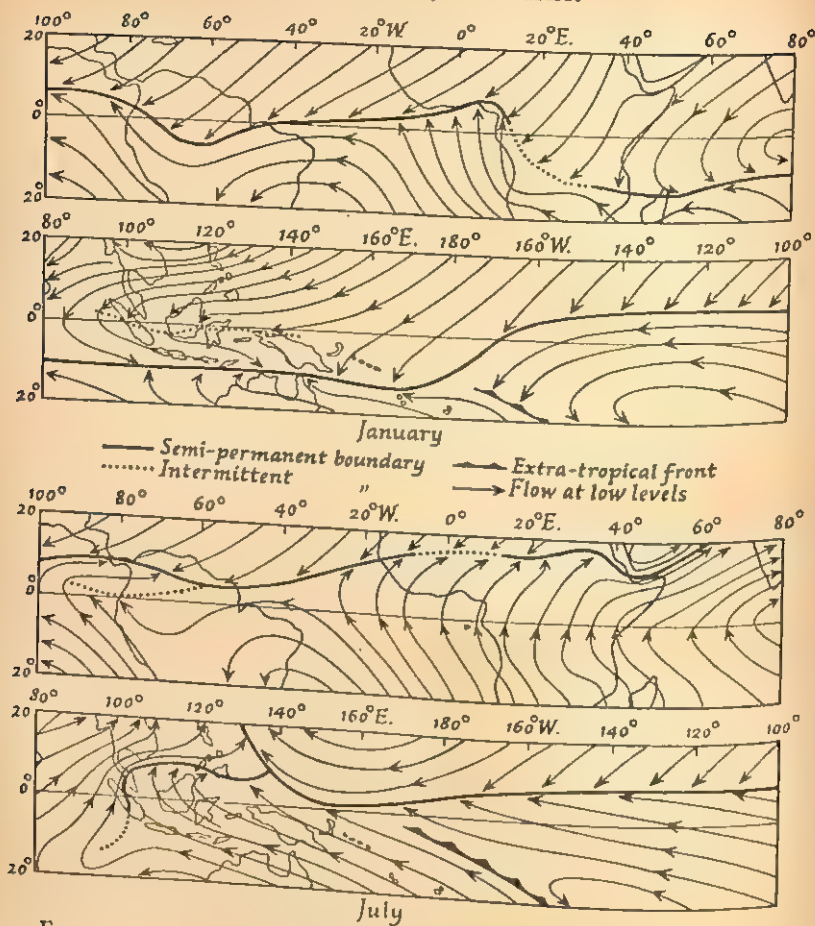 100° 80° 60° 40° 20°W. 0° 20°E. 40° 60° 80°
20°
0°
20°
80° 100° 120° 140° 160°E. 180° 160°W. 140° 120° 100°
20°
0°
20°
January
Semi-permanent boundary Extra-tropical front
Intermittent " Flow at low levels
100° 80° 60° 40° 20°W. 0° 20°E. 40° 60° 80°
20°
0°
20°
80° 100° 120° 140° 160°E. 180° 160°W. 140° 120° 100°
20°
0°
20°
July